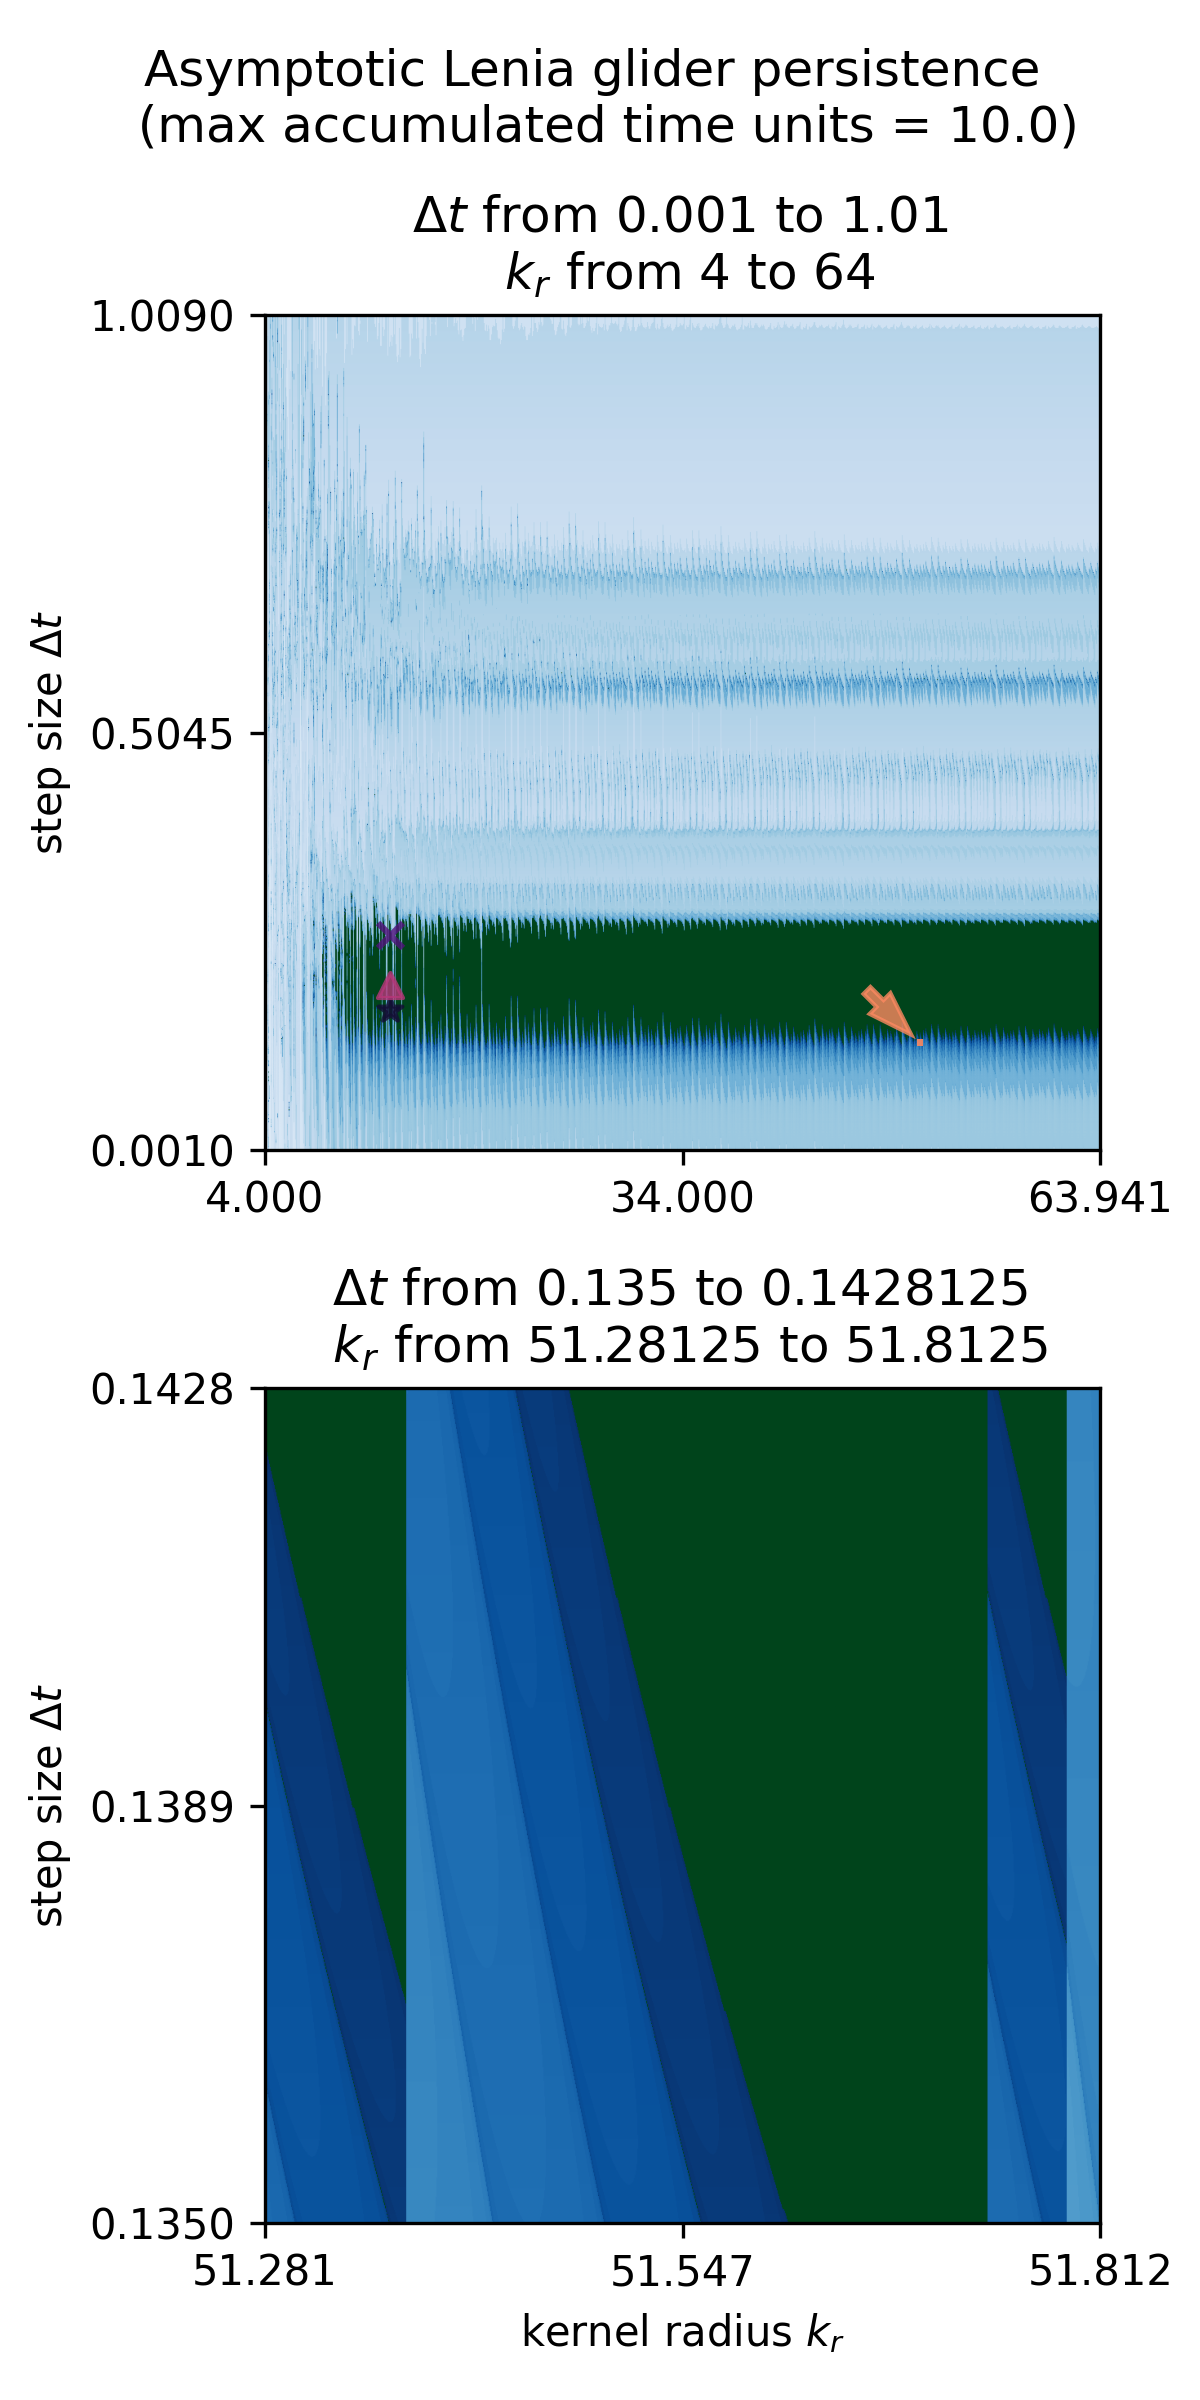 Asymptotic Lenia glider persistence
(max accumulated time units = 10.0)
Δt from 0.001 to 1.01
k_r from 4 to 64
1.0090
0.5045
0.0010
step size Δt
4.000
34.000
63.941
Δt from 0.135 to 0.1428125
k_r from 51.28125 to 51.8125
0.1428
0.1389
0.1350
step size Δt
51.281
51.547
51.812
kernel radius k_r